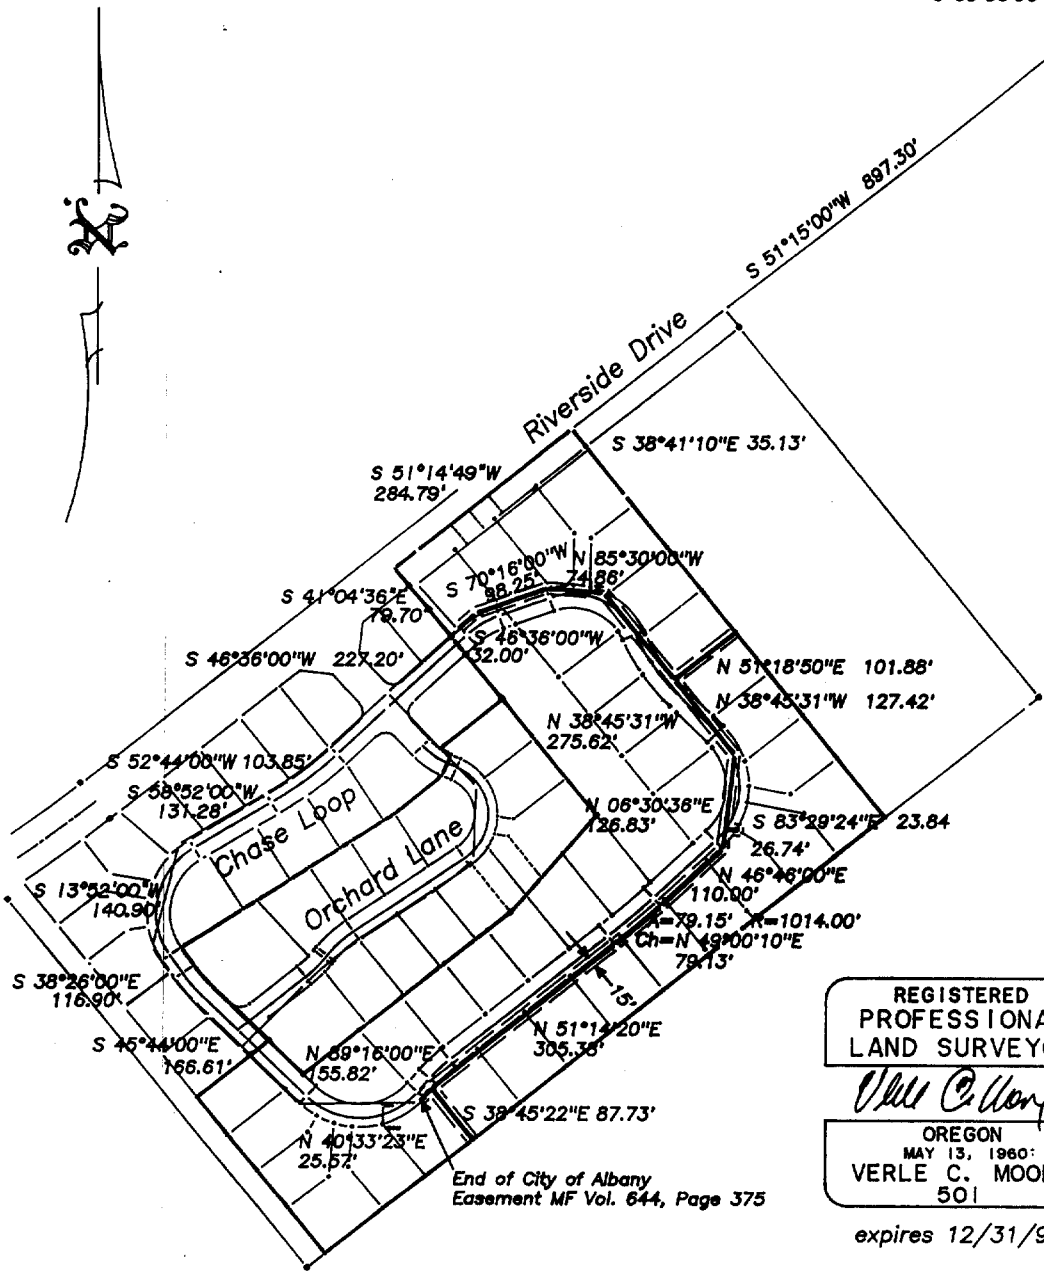 S 51°15'00"W 897.30'
Riverside Drive
S 38°41'10"E 35.13'
S 51°14'49"W
284.79'
S 70°16'00"W
98.25'
N 85°30'00"W
74.86'
S 41°04'36"E
79.70'
S 46°36'00"W
32.00'
S 46°36'00"W 227.20'
N 51°18'50"E 101.88'
N 38°45'31"W 127.42'
N 38°45'31"W
275.62'
S 52°44'00"W 103.85'
S 58°52'00"W
131.28'
Chase Loop
N 06°30'36"E
126.83'
S 83°29'24"E 23.84
26.74'
Orchard Lane
N 46°46'00"E
110.00'
S 13°52'00"W
140.90'
A=79.15' R=1014.00'
Ch=N 49°00'10"E
79.13'
S 38°26'00"E
116.90'
15'
N 51°14'20"E
305.38'
S 45°44'00"E
166.61'
N 89°16'00"E
155.82'
S 38°45'22"E 87.73'
N 40°33'23"E
25.57'
End of City of Albany
Easement MF Vol. 644, Page 375
REGISTERED
PROFESSIONA
LAND SURVEYO
OREGON
MAY 13, 1960
VERLE C. MOO
501
expires 12/31/9